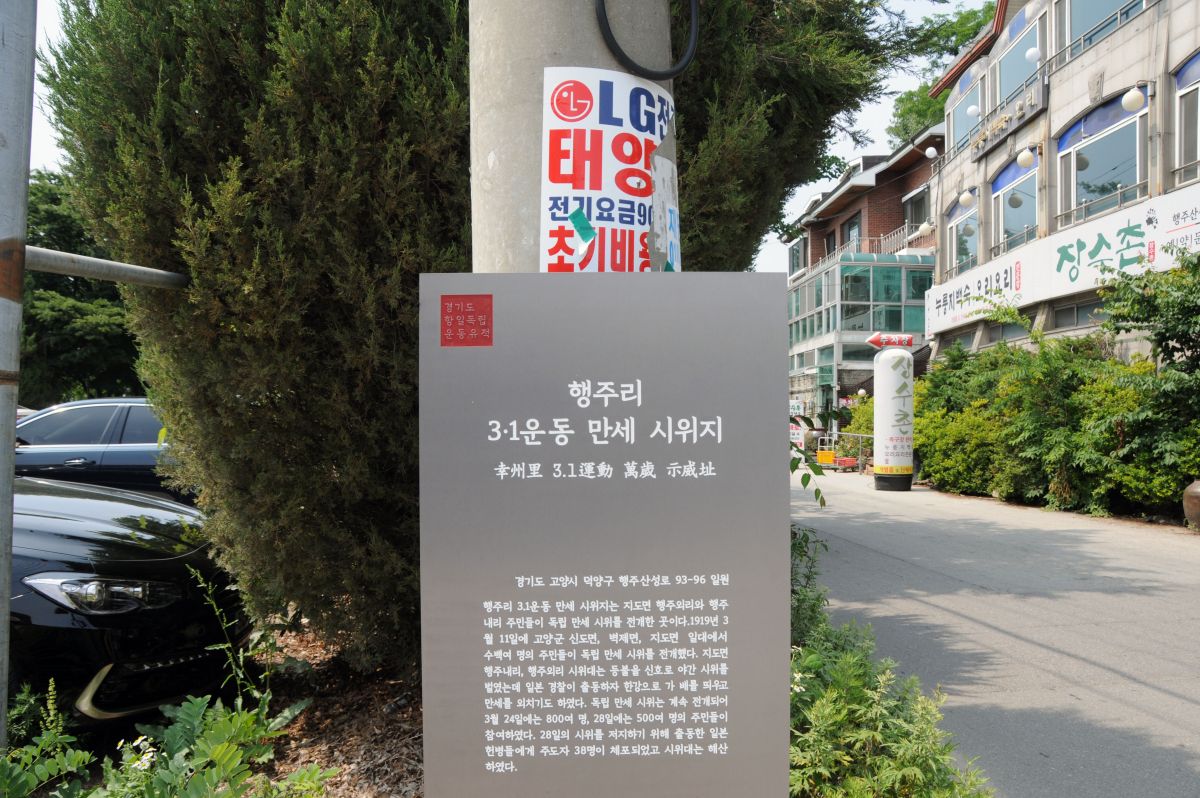 LG전
태양
전기요금
초기비용
경기도
항일독립
운동유적
행주리
3·1운동 만세 시위지
幸州里 3.1運動 萬歲 示威址
경기도 고양시 덕양구 행주산성로 93-96 일원
행주리 3.1운동 만세 시위지는 지도면 행주외리와 행주
내리 주민들이 독립 만세 시위를 전개한 곳이다.1919년 3
월 11일에 고양군 신도면, 벽제면, 지도면 일대에서
수백여 명의 주민들이 독립 만세 시위를 전개했다. 지도면
행주내리, 행주외리 시위대는 등불을 신호로 야간 시위를
벌였는데 일본 경찰이 출동하자 한강으로 가 배를 띄우고
만세를 외치기도 하였다. 독립 만세 시위는 계속 전개되어
3월 24일에는 800여 명, 28일에는 500여 명의 주민들이
참여하였다. 28일의 시위를 저지하기 위해 출동한 일본
헌병들에게 주도자 38명이 체포되었고 시위대는 해산
하였다.
누룽지백숙 오리요리
장수촌
주차장
장수촌